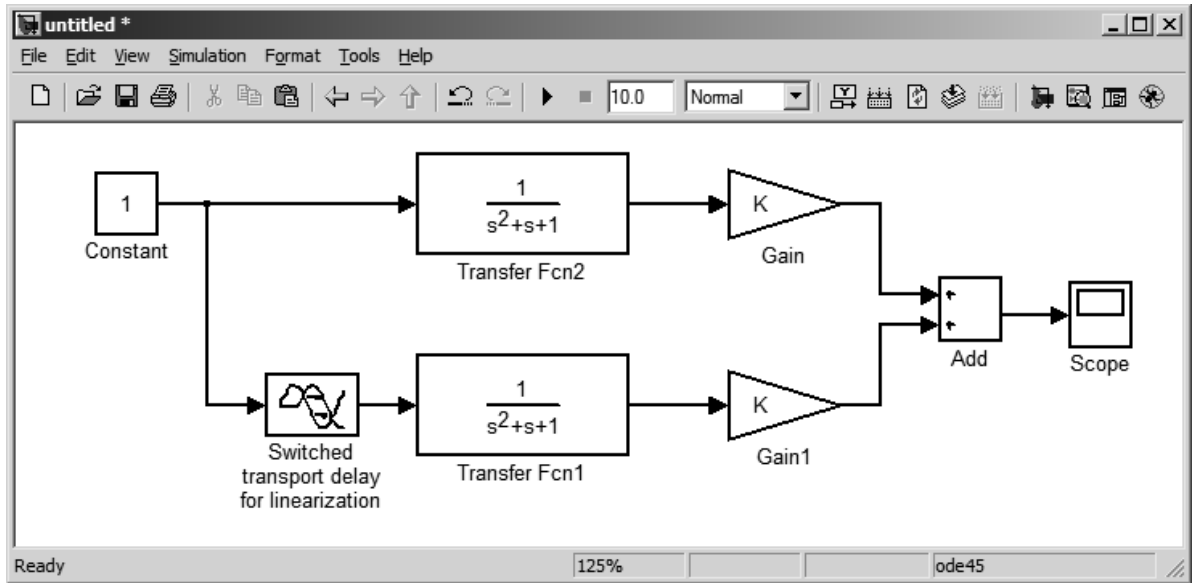 untitled *
File Edit View Simulation Format Tools Help
10.0 Normal
1
Constant
1
s2+s+1
Transfer Fcn2
K
Gain
Add
Scope
Switched
transport delay
for linearization
1
s2+s+1
Transfer Fcn1
K
Gain1
Ready 125% ode45